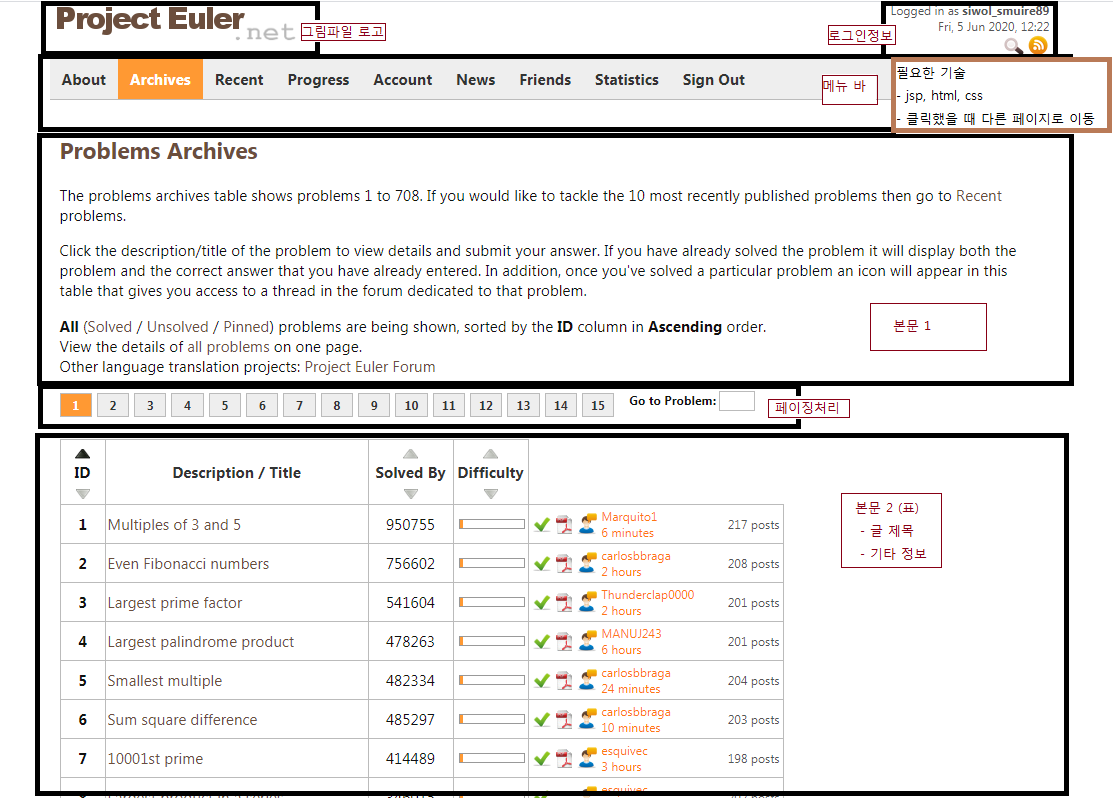 Project Euler
.net
그림파일 로고
로그인정보
Logged in as siwol_smuire89
Fri, 5 Jun 2020, 12:22
About Archives Recent Progress Account News Friends Statistics Sign Out
메뉴 바
필요한 기술
- jsp, html, css
- 클릭했을 때 다른 페이지로 이동
Problems Archives
The problems archives table shows problems 1 to 708. If you would like to tackle the 10 most recently published problems then go to Recent
problems.
Click the description/title of the problem to view details and submit your answer. If you have already solved the problem it will display both the
problem and the correct answer that you have already entered. In addition, once you've solved a particular problem an icon will appear in this
table that gives you access to a thread in the forum dedicated to that problem.
All (Solved / Unsolved / Pinned) problems are being shown, sorted by the ID column in Ascending order.
View the details of all problems on one page.
Other language translation projects: Project Euler Forum
본문 1
1 2 3 4 5 6 7 8 9 10 11 12 13 14 15 Go to Problem:
페이징처리
ID Description / Title Solved By Difficulty
1 Multiples of 3 and 5 950755 Marquito1 217 posts
6 minutes
2 Even Fibonacci numbers 756602 carlosbbraga 208 posts
2 hours
3 Largest prime factor 541604 Thunderclap0000 201 posts
2 hours
4 Largest palindrome product 478263 MANUJ243 201 posts
6 hours
5 Smallest multiple 482334 carlosbbraga 204 posts
24 minutes
6 Sum square difference 485297 carlosbbraga 203 posts
10 minutes
7 10001st prime 414489 esquivec 198 posts
3 hours
본문 2 (표)
- 글 제목
- 기타 정보